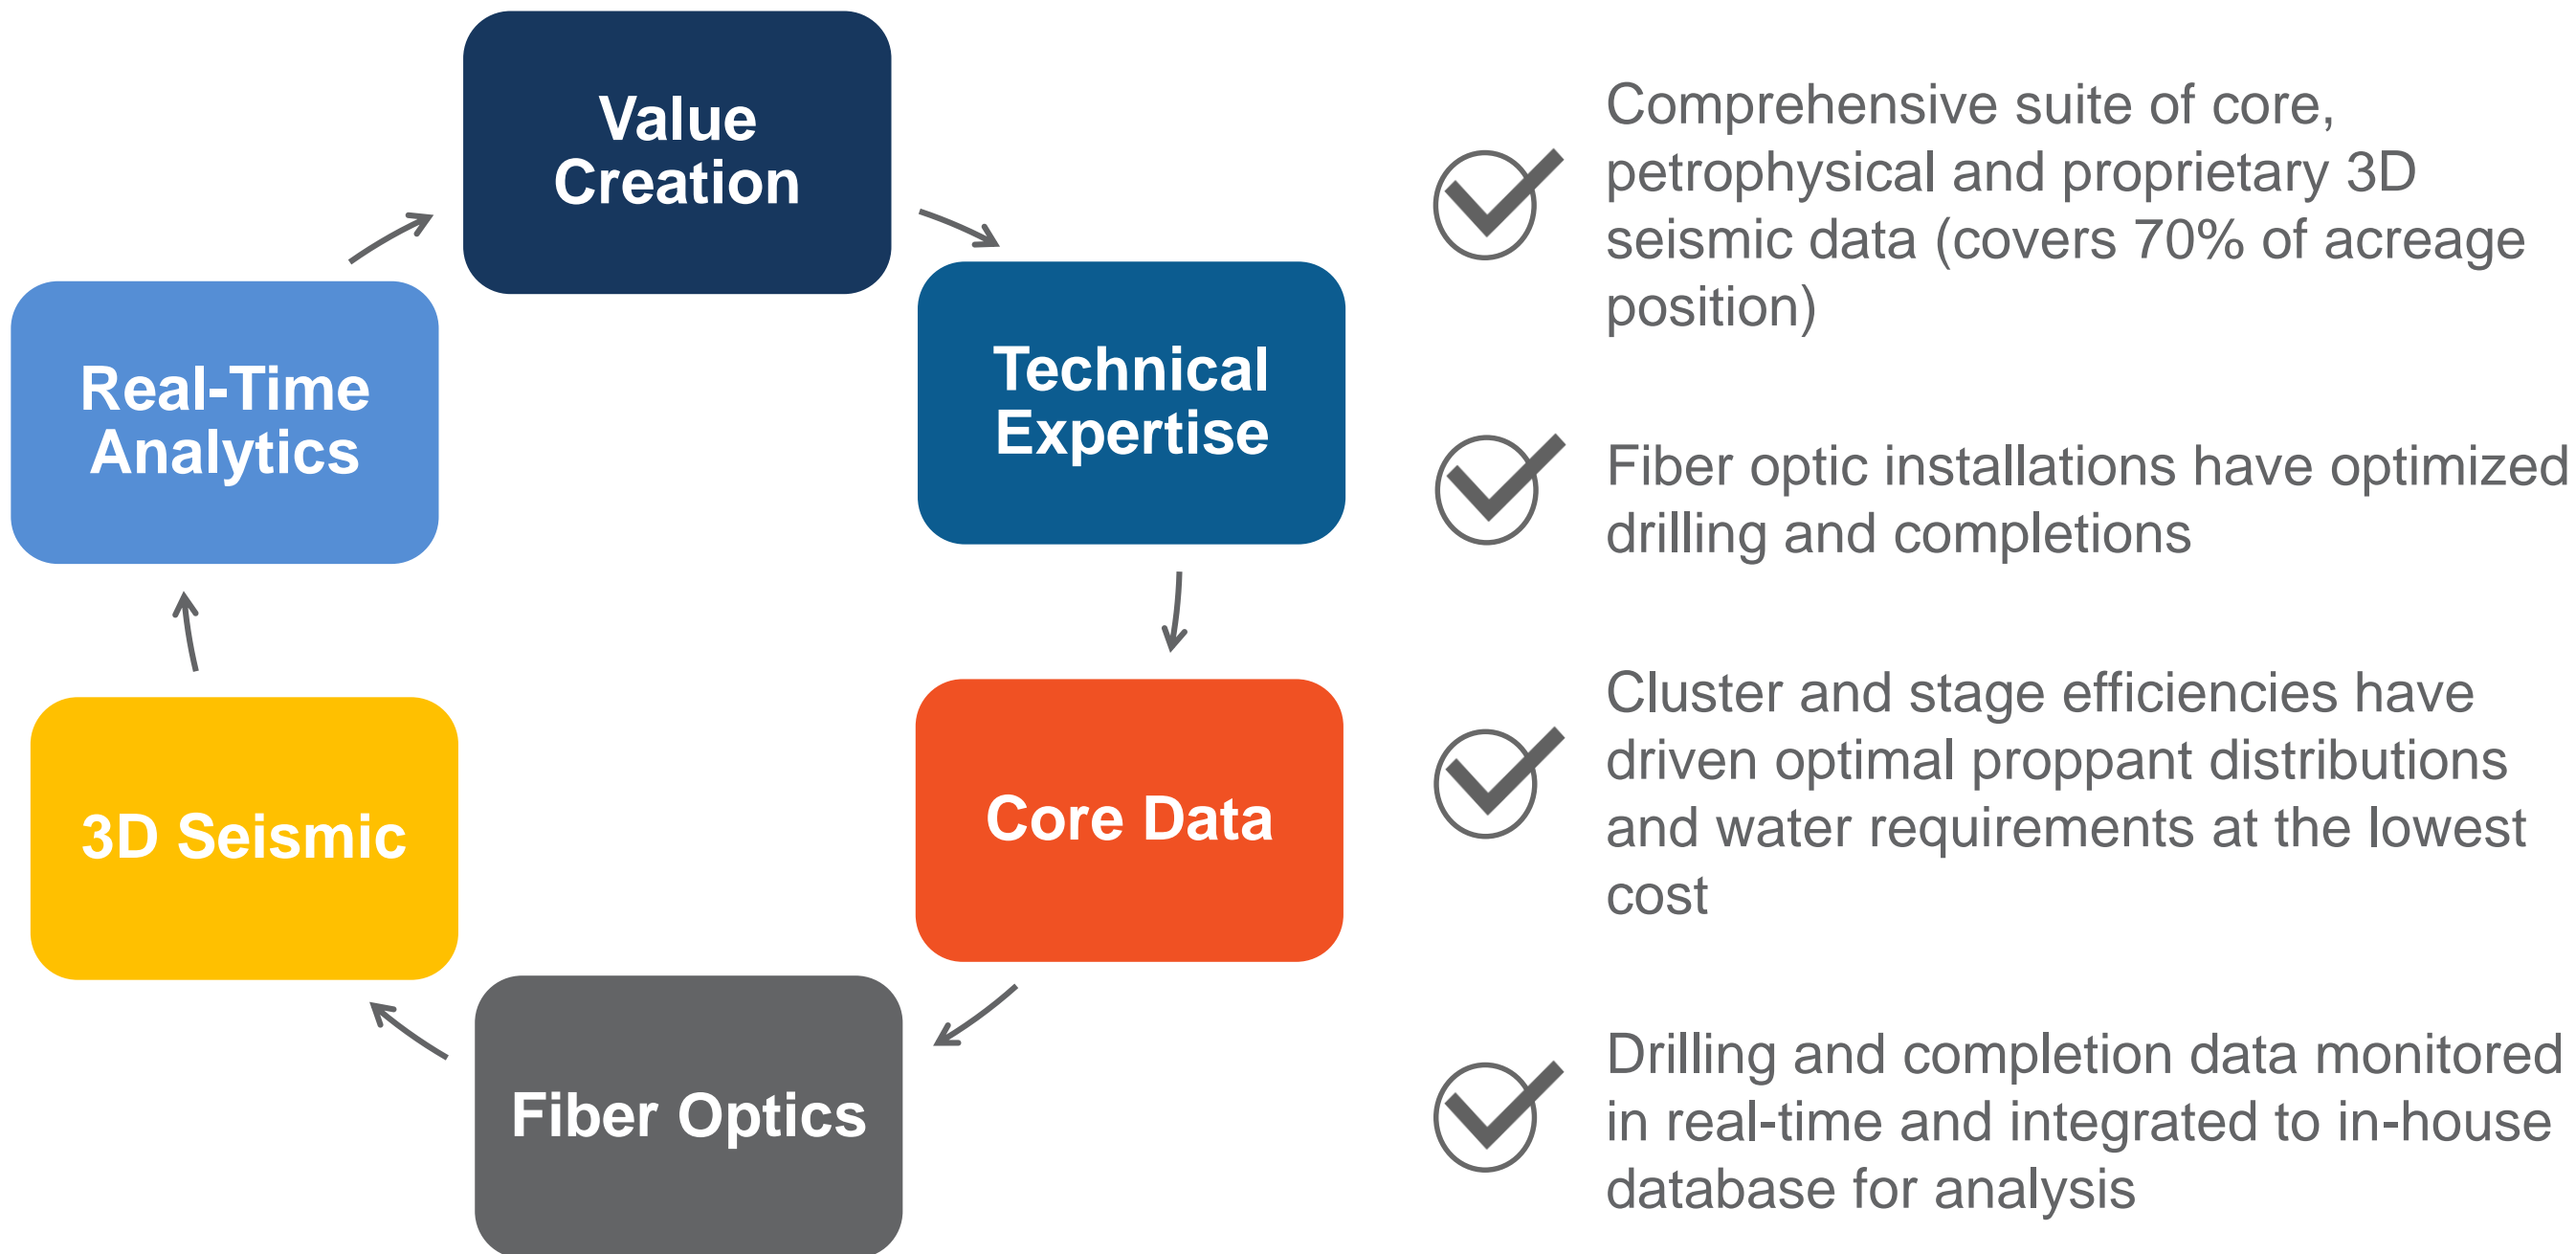 Value
Creation
Technical
Expertise
Core Data
Fiber Optics
3D Seismic
Real-Time
Analytics
Comprehensive suite of core,
petrophysical and proprietary 3D
seismic data (covers 70% of acreage
position)
Fiber optic installations have optimized
drilling and completions
Cluster and stage efficiencies have
driven optimal proppant distributions
and water requirements at the lowest
cost
Drilling and completion data monitored
in real-time and integrated to in-house
database for analysis